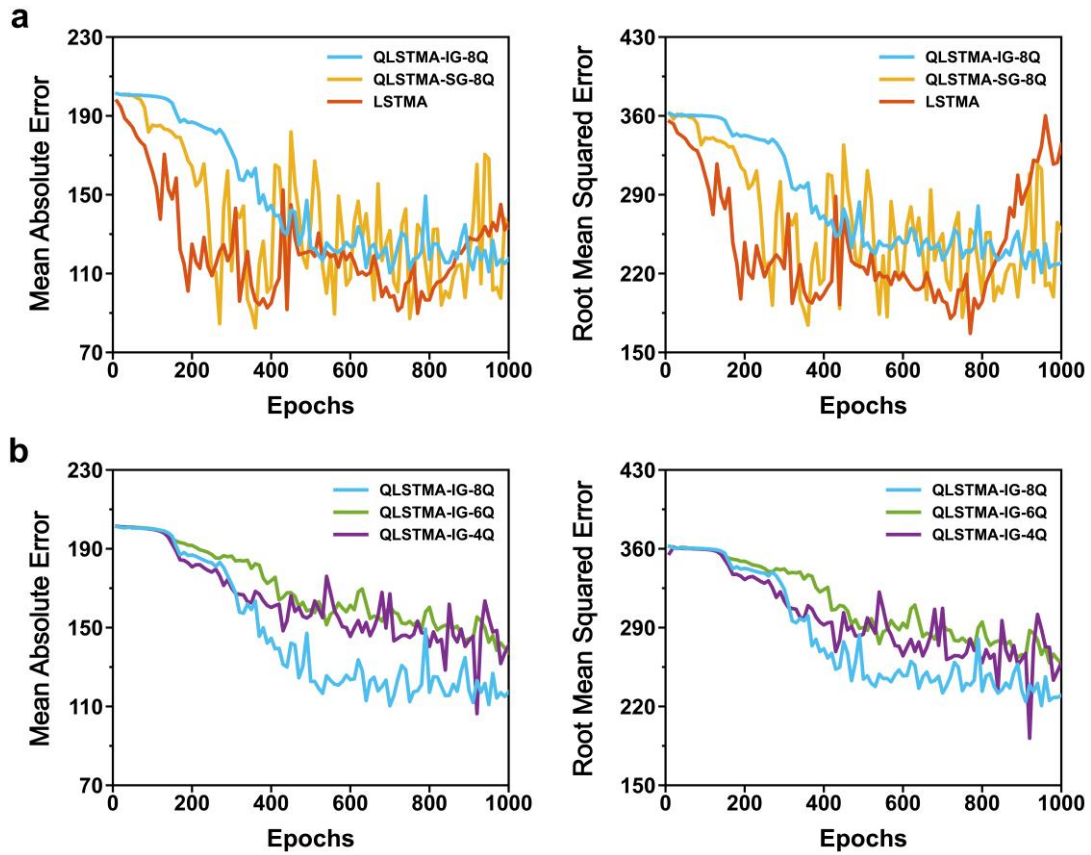 a
Mean Absolute Error
230
190
150
110
70
0 200 400 600 800 1000
Epochs
QLSTMA-IG-8Q
QLSTMA-SG-8Q
LSTMA
Root Mean Squared Error
430
360
290
220
150
0 200 400 600 800 1000
Epochs
QLSTMA-IG-8Q
QLSTMA-SG-8Q
LSTMA
b
Mean Absolute Error
230
190
150
110
70
0 200 400 600 800 1000
Epochs
QLSTMA-IG-8Q
QLSTMA-IG-6Q
QLSTMA-IG-4Q
Root Mean Squared Error
430
360
290
220
150
0 200 400 600 800 1000
Epochs
QLSTMA-IG-8Q
QLSTMA-IG-6Q
QLSTMA-IG-4Q